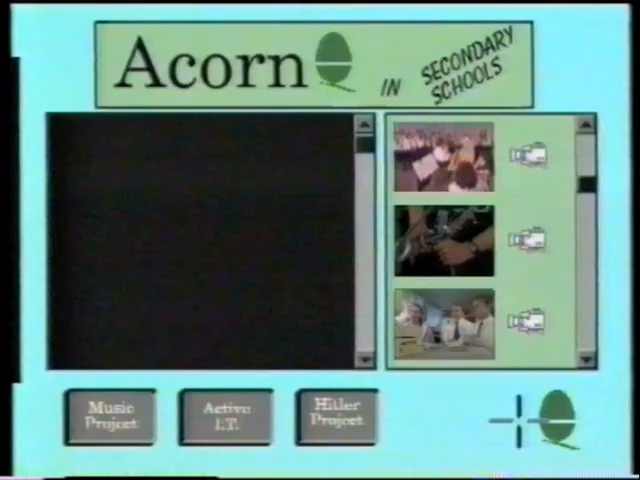 Acorn
IN
SECONDARY
SCHOOLS
Music
Project
Active
I.T.
Hitler
Project